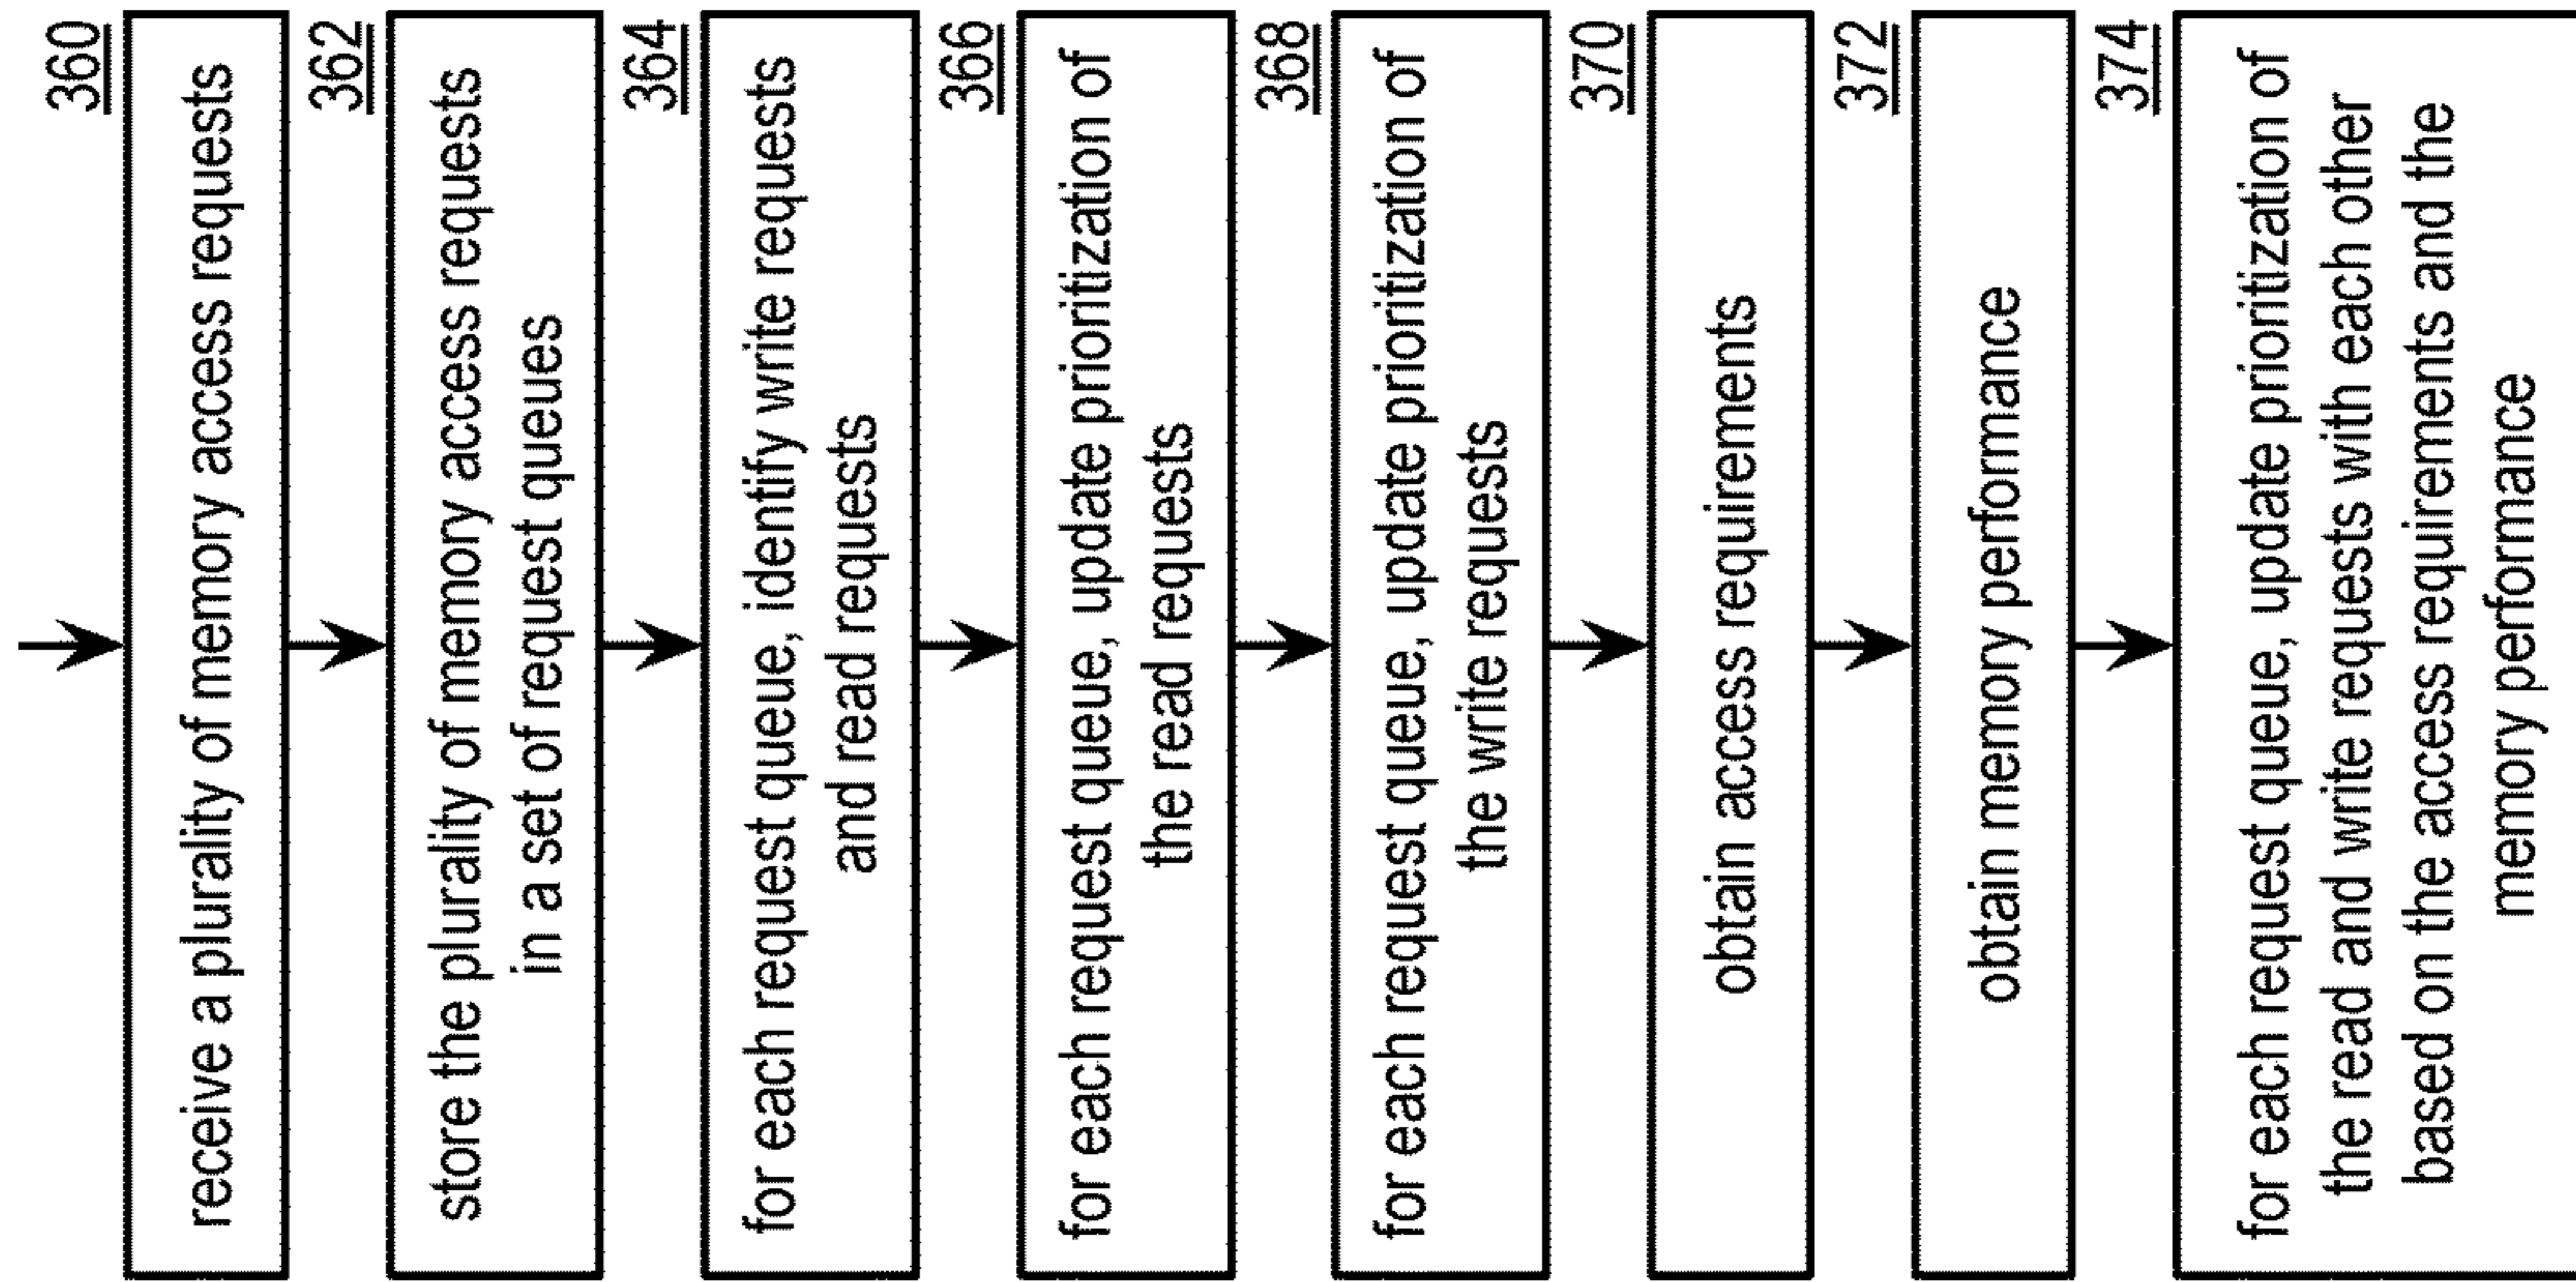 360
receive a plurality of memory access requests
362
store the plurality of memory access requests
in a set of request queues
364
for each request queue, identify write requests
and read requests
366
for each request queue, update prioritization of
the read requests
368
for each request queue, update prioritization of
the write requests
370
obtain access requirements
372
obtain memory performance
374
for each request queue, update prioritization of
the read and write requests with each other
based on the access requirements and the
memory performance